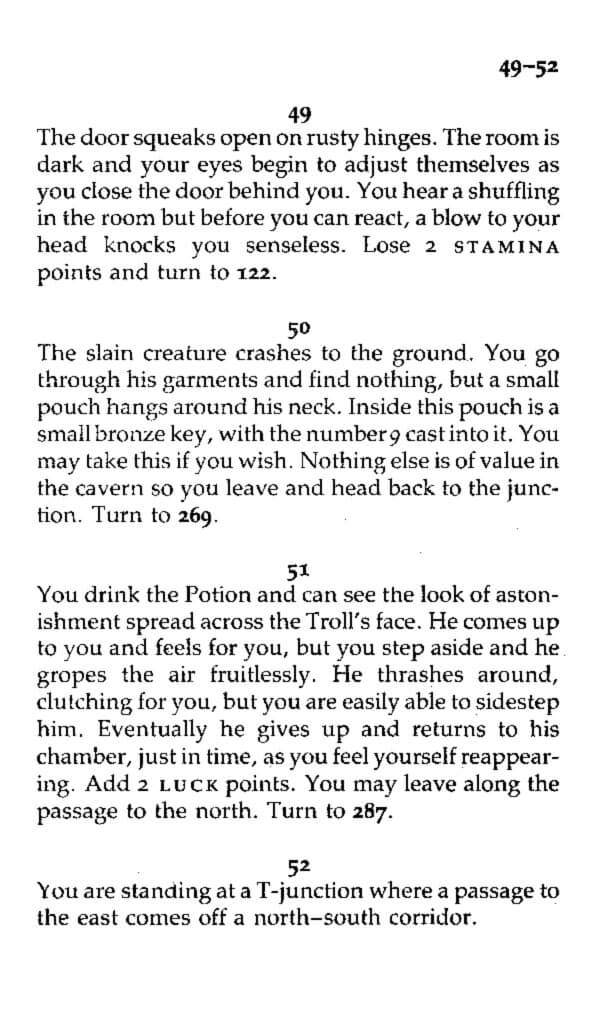 49–52
49
The door squeaks open on rusty hinges. The room is
dark and your eyes begin to adjust themselves as
you close the door behind you. You hear a shuffling
in the room but before you can react, a blow to your
head knocks you senseless. Lose 2 STAMINA
points and turn to 122.
50
The slain creature crashes to the ground. You go
through his garments and find nothing, but a small
pouch hangs around his neck. Inside this pouch is a
small bronze key, with the number 9 cast into it. You
may take this if you wish. Nothing else is of value in
the cavern so you leave and head back to the junc-
tion. Turn to 269.
51
You drink the Potion and can see the look of aston-
ishment spread across the Troll's face. He comes up
to you and feels for you, but you step aside and he
gropes the air fruitlessly. He thrashes around,
clutching for you, but you are easily able to sidestep
him. Eventually he gives up and returns to his
chamber, just in time, as you feel yourself reappear-
ing. Add 2 LUCK points. You may leave along the
passage to the north. Turn to 287.
52
You are standing at a T-junction where a passage to
the east comes off a north–south corridor.